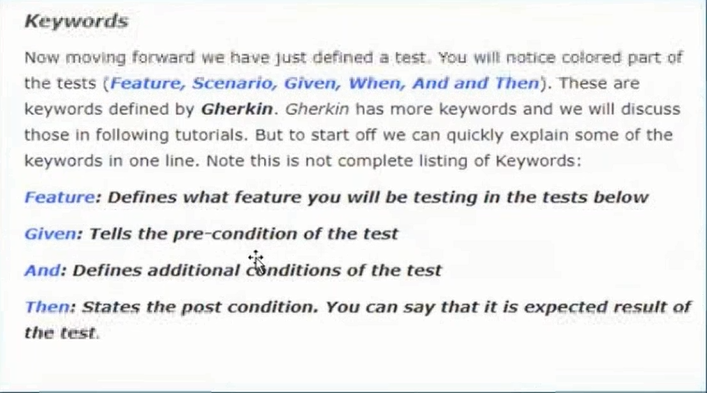 Keywords
Now moving forward we have just defined a test. You will notice colored part of
the tests (Feature, Scenario, Given, When, And and Then). These are
keywords defined by Gherkin. Gherkin has more keywords and we will discuss
those in following tutorials. But to start off we can quickly explain some of the
keywords in one line. Note this is not complete listing of Keywords:
Feature: Defines what feature you will be testing in the tests below
Given: Tells the pre-condition of the test
And: Defines additional conditions of the test
Then: States the post condition. You can say that it is expected result of
the test.